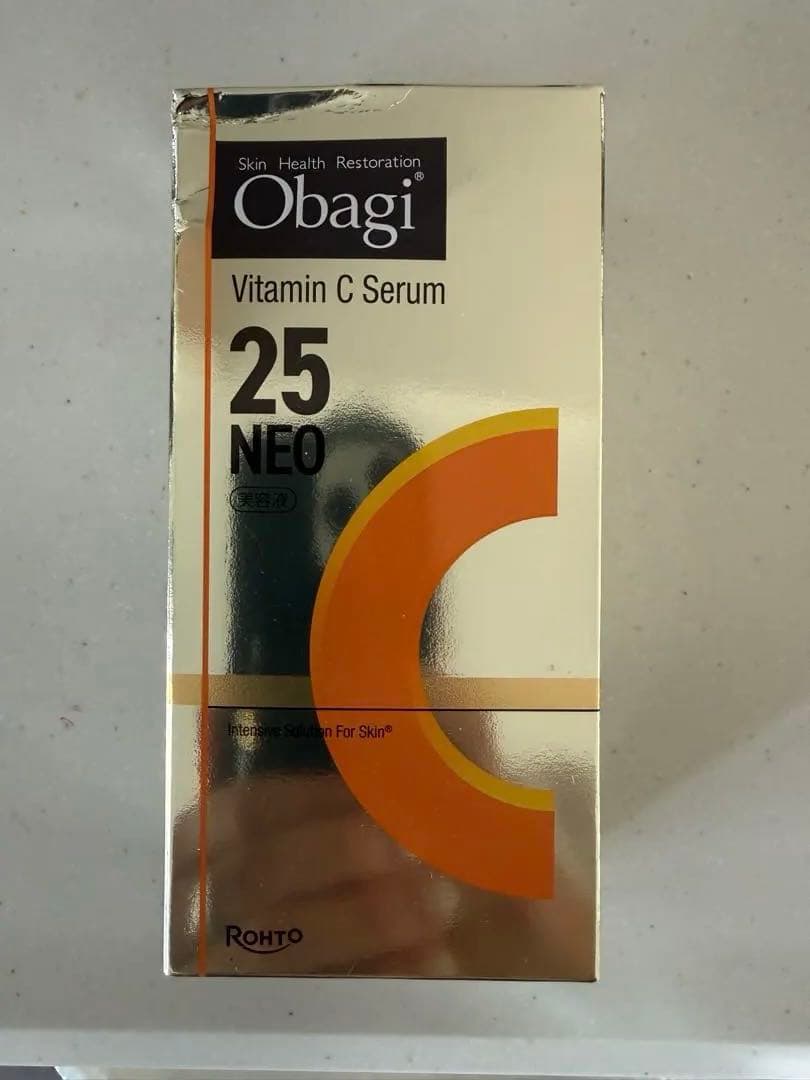 Skin Health Restoration
Obagi®
Vitamin C Serum
25
NEO
美容液
Intensive Solution For Skin®
ROHTO